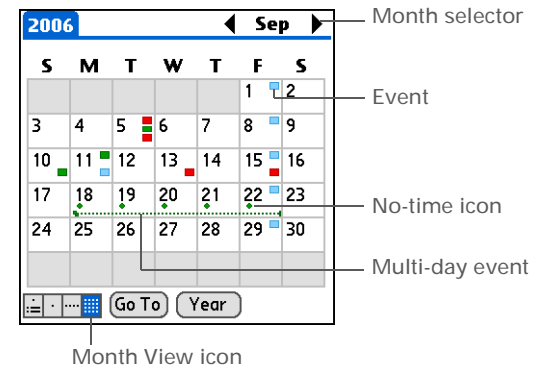 2006 Sep Month selector
S M T W T F S
1 2
Event
3 4 5 6 7 8 9
10 11 12 13 14 15 16
17 18 19 20 21 22 23
No-time icon
24 25 26 27 28 29 30
Multi-day event
Go To Year
Month View icon